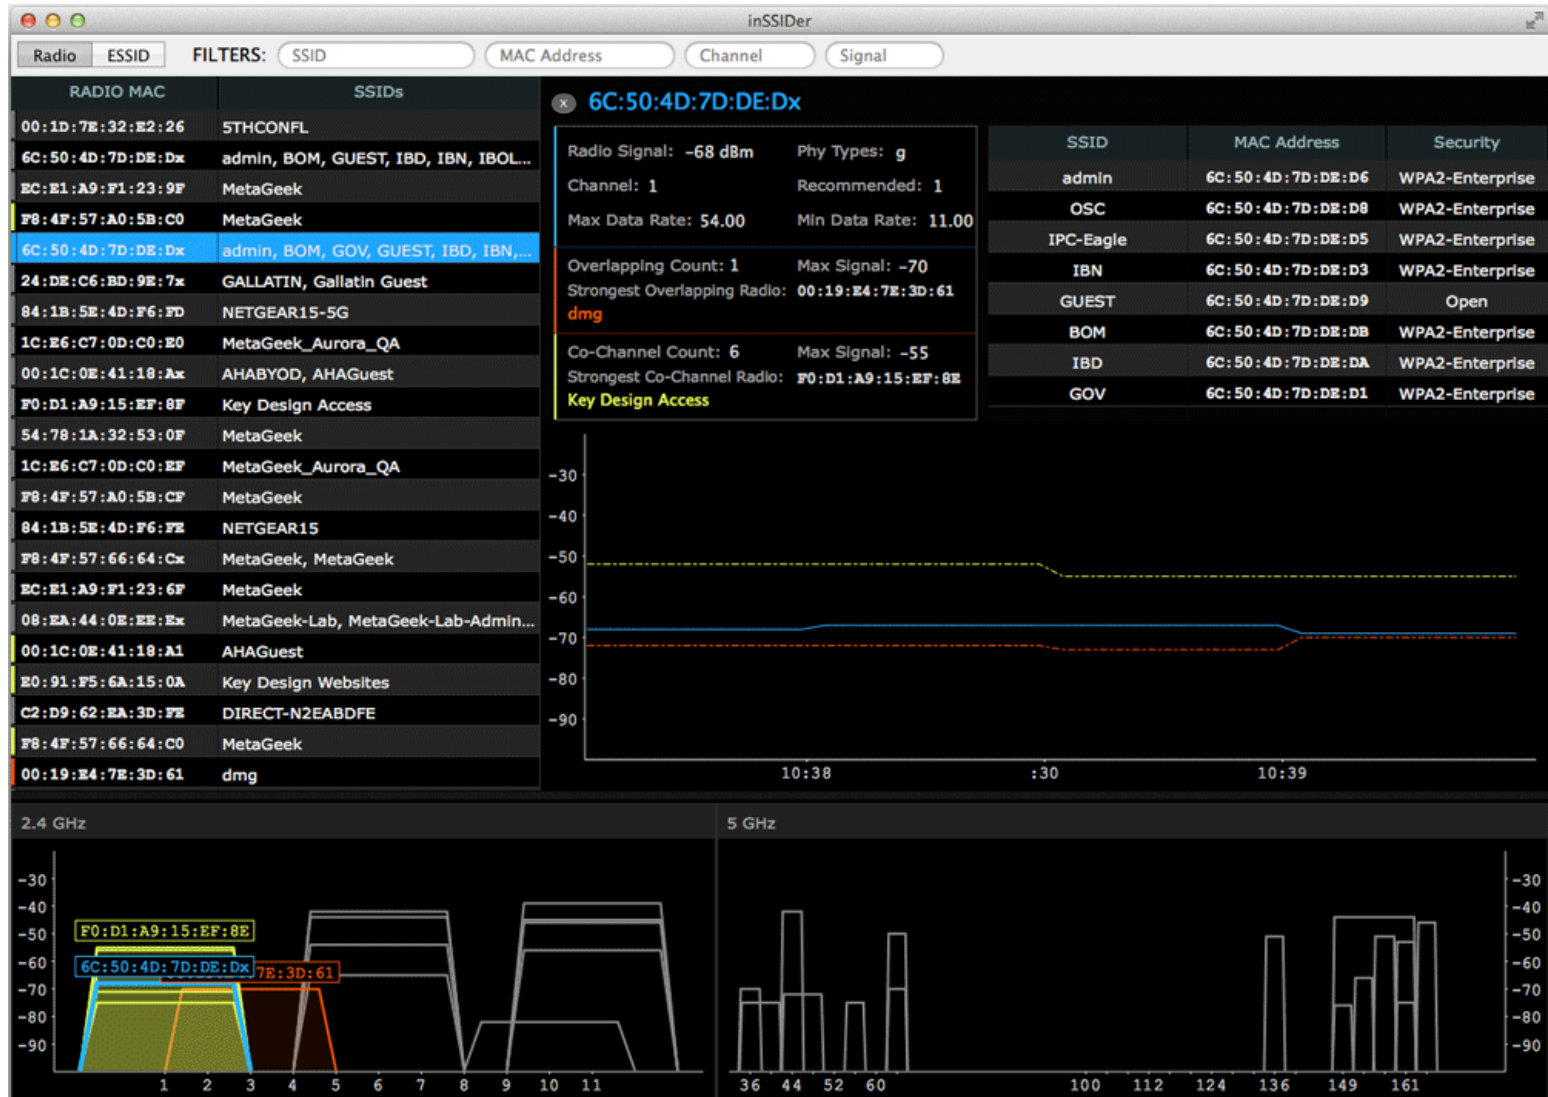 inSSIDer
Radio ESSID FILTERS: SSID MAC Address Channel Signal
RADIO MAC SSIDs
00:1D:7E:32:E2:26 5THCONFL
6C:50:4D:7D:DE:Dx admin, BOM, GUEST, IBD, IBN, IBOL...
EC:E1:A9:F1:23:9F MetaGeek
F8:4F:57:A0:5B:C0 MetaGeek
6C:50:4D:7D:DE:Dx admin, BOM, GOV, GUEST, IBD, IBN,...
24:DE:C6:BD:9E:7x GALLATIN, Gallatin Guest
84:1B:5E:4D:F6:FD NETGEAR15-5G
1C:E6:C7:0D:C0:E0 MetaGeek_Aurora_QA
00:1C:0E:41:18:Ax AHABYOD, AHAGuest
F0:D1:A9:15:EF:8F Key Design Access
54:78:1A:32:53:0F MetaGeek
1C:E6:C7:0D:C0:EF MetaGeek_Aurora_QA
F8:4F:57:A0:5B:CF MetaGeek
84:1B:5E:4D:F6:FE NETGEAR15
F8:4F:57:66:64:Cx MetaGeek, MetaGeek
EC:E1:A9:F1:23:6F MetaGeek
08:EA:44:0E:EE:Ex MetaGeek-Lab, MetaGeek-Lab-Admin...
00:1C:0E:41:18:A1 AHAGuest
E0:91:F5:6A:15:0A Key Design Websites
C2:D9:62:EA:3D:FE DIRECT-N2EABDFE
F8:4F:57:66:64:C0 MetaGeek
00:19:E4:7E:3D:61 dmg
x 6C:50:4D:7D:DE:Dx
Radio Signal: -68 dBm Phy Types: g
Channel: 1 Recommended: 1
Max Data Rate: 54.00 Min Data Rate: 11.00
Overlapping Count: 1 Max Signal: -70
Strongest Overlapping Radio: 00:19:E4:7E:3D:61
dmg
Co-Channel Count: 6 Max Signal: -55
Strongest Co-Channel Radio: F0:D1:A9:15:EF:8E
Key Design Access
SSID MAC Address Security
admin 6C:50:4D:7D:DE:D6 WPA2-Enterprise
OSC 6C:50:4D:7D:DE:D8 WPA2-Enterprise
IPC-Eagle 6C:50:4D:7D:DE:D5 WPA2-Enterprise
IBN 6C:50:4D:7D:DE:D3 WPA2-Enterprise
GUEST 6C:50:4D:7D:DE:D9 Open
BOM 6C:50:4D:7D:DE:DB WPA2-Enterprise
IBD 6C:50:4D:7D:DE:DA WPA2-Enterprise
GOV 6C:50:4D:7D:DE:D1 WPA2-Enterprise
-30
-40
-50
-60
-70
-80
-90
10:38 :30 10:39
2.4 GHz
-30
-40
-50
-60
-70
-80
-90
F0:D1:A9:15:EF:8E
6C:50:4D:7D:DE:Dx
7E:3D:61
1 2 3 4 5 6 7 8 9 10 11
5 GHz
-30
-40
-50
-60
-70
-80
-90
36 44 52 60 100 112 124 136 149 161